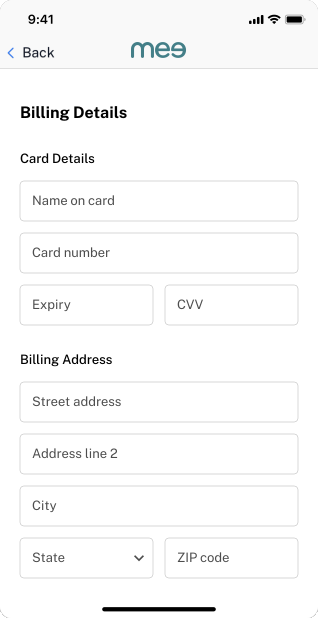 9:41
Back
mee
Billing Details
Card Details
Name on card
Card number
Expiry
CVV
Billing Address
Street address
Address line 2
City
State
ZIP code